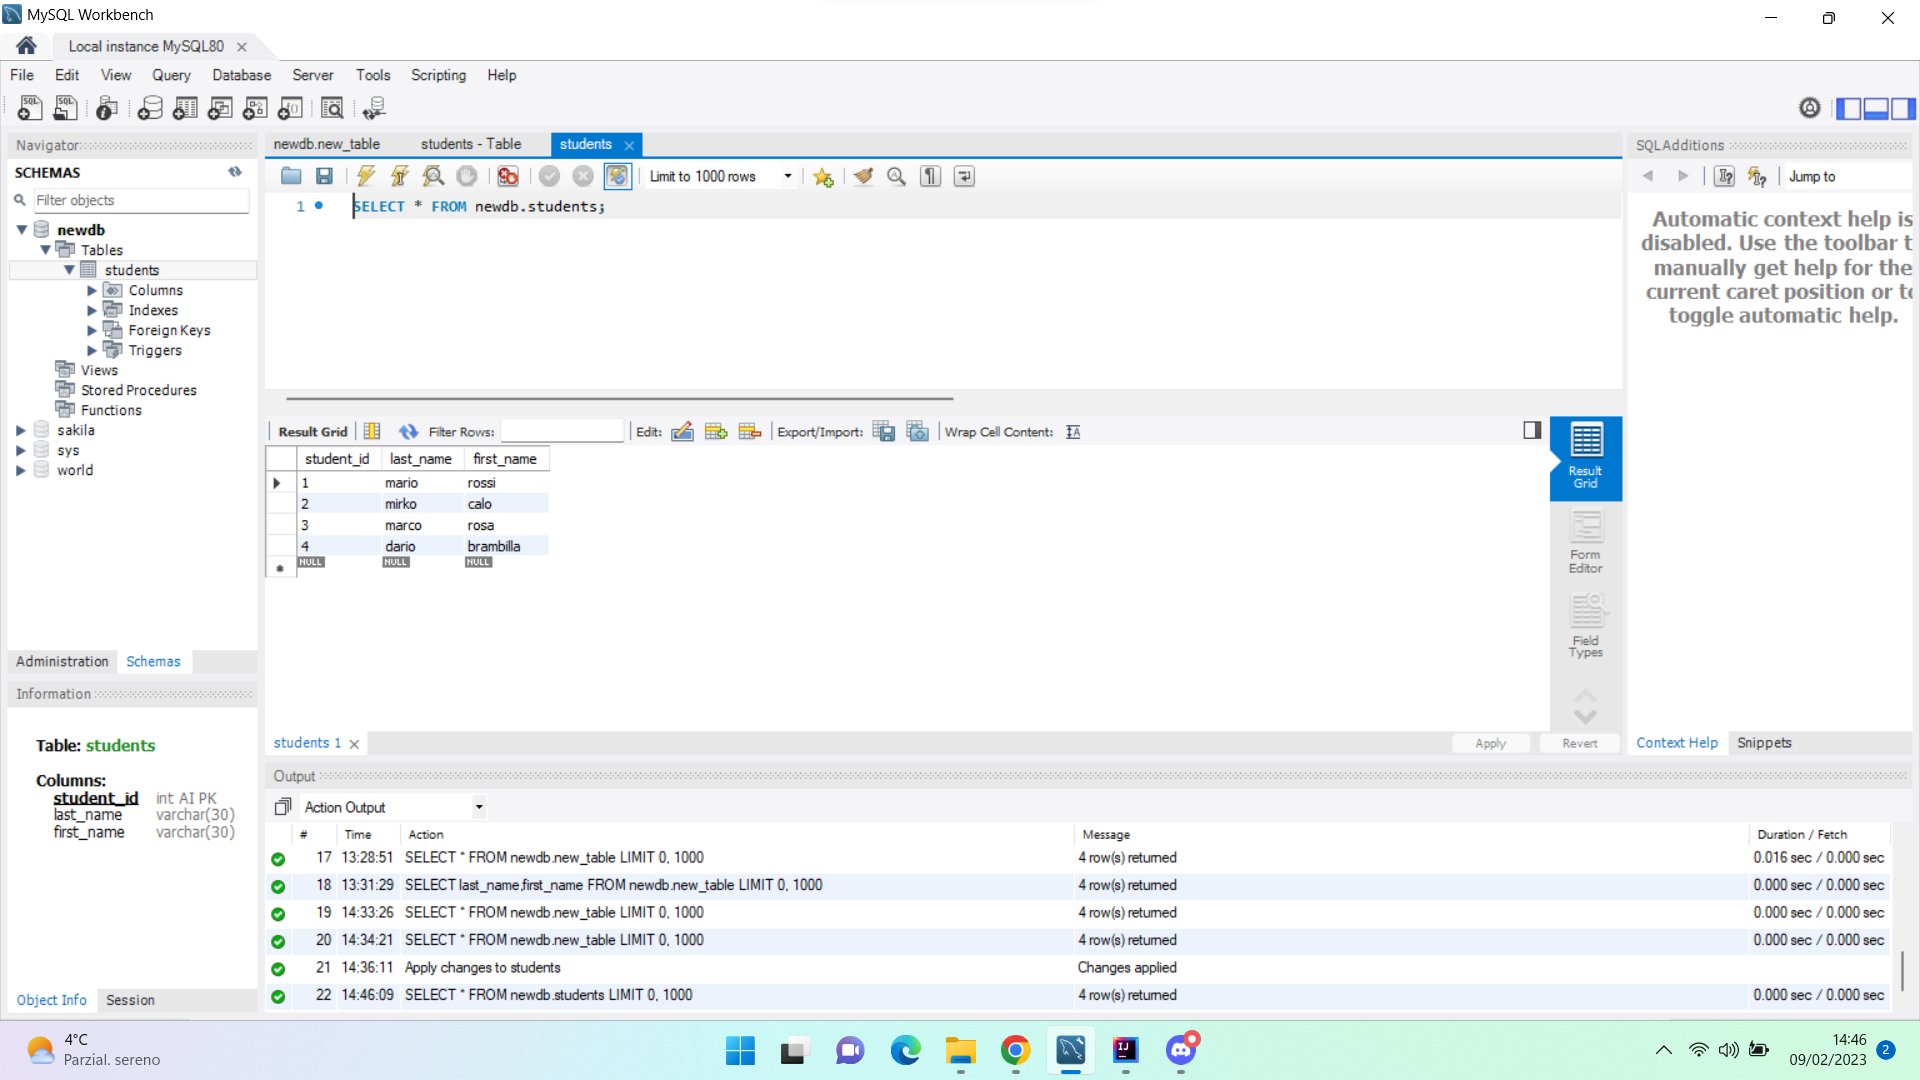 MySQL Workbench
Local instance MySQL80
File Edit View Query Database Server Tools Scripting Help
Navigator
SCHEMAS
Filter objects
newdb
Tables
students
Columns
Indexes
Foreign Keys
Triggers
Views
Stored Procedures
Functions
sakila
sys
world
Administration Schemas
Information
Table: students
Columns:
student_id int AI PK
last_name varchar(30)
first_name varchar(30)
Object Info Session
newdb.new_table students - Table students
Limit to 1000 rows
1 SELECT * FROM newdb.students;
Result Grid Filter Rows: Edit: Export/Import: Wrap Cell Content:
student_id last_name first_name
1 mario rossi
2 mirko calo
3 marco rosa
4 dario brambilla
NULL NULL NULL
Result
Grid
Form
Editor
Field
Types
students 1
Apply Revert
SQLAdditions
Jump to
Automatic context help is
disabled. Use the toolbar t
manually get help for the
current caret position or to
toggle automatic help.
Context Help Snippets
Output
Action Output
# Time Action Message Duration / Fetch
17 13:28:51 SELECT * FROM newdb.new_table LIMIT 0, 1000 4 row(s) returned 0.016 sec / 0.000 sec
18 13:31:29 SELECT last_name,first_name FROM newdb.new_table LIMIT 0, 1000 4 row(s) returned 0.000 sec / 0.000 sec
19 14:33:26 SELECT * FROM newdb.new_table LIMIT 0, 1000 4 row(s) returned 0.000 sec / 0.000 sec
20 14:34:21 SELECT * FROM newdb.new_table LIMIT 0, 1000 4 row(s) returned 0.000 sec / 0.000 sec
21 14:36:11 Apply changes to students Changes applied
22 14:46:09 SELECT * FROM newdb.students LIMIT 0, 1000 4 row(s) returned 0.000 sec / 0.000 sec
4°C
Parzial. sereno
14:46
09/02/2023
2